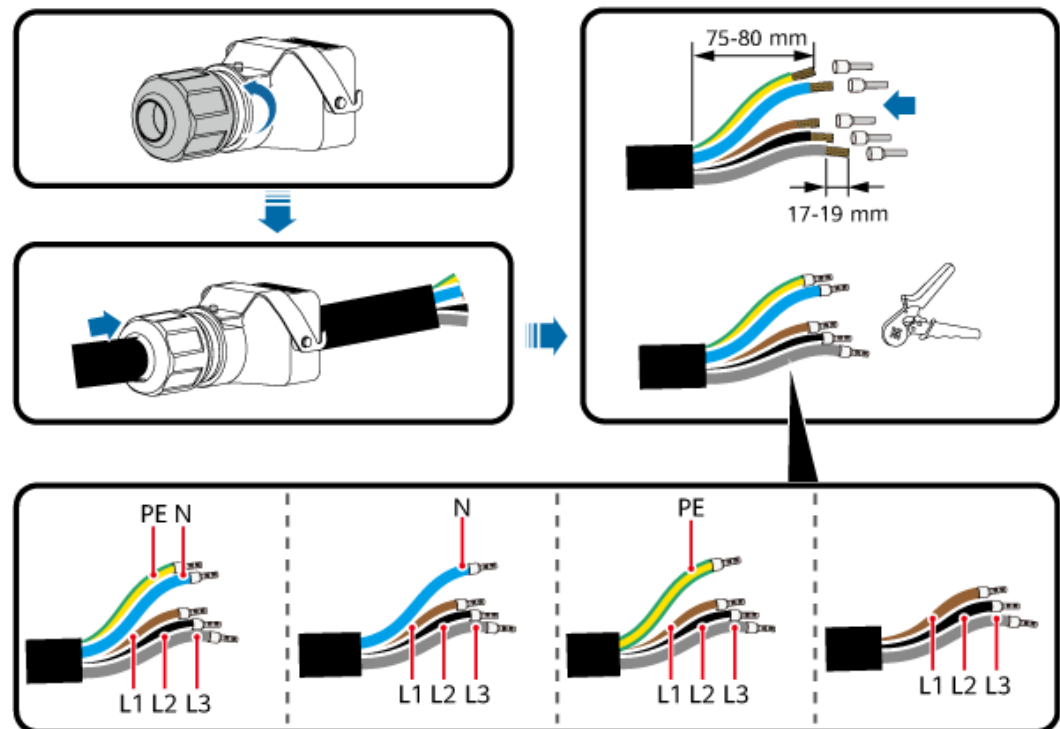 75-80 mm
17-19 mm
PE N
L1 L2 L3
N
L1 L2 L3
PE
L1 L2 L3
L1 L2 L3